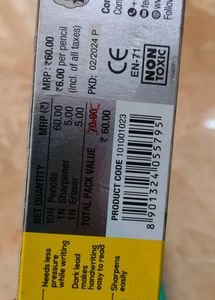 MRP: ₹60.00
₹6.00 per pencil
(incl. of all taxes)
PKD: 02/2024 P
CE
EN-71
NON
TOXIC
NET QUANTITY MRP (₹)
10N Pencils 60.00
1N Sharpener 5.00
1N Eraser 5.00
70.00
TOTAL PACK VALUE ₹60.00
PRODUCT CODE 101001023
8 901324 055795
Needs less
pressure
while writing
Dark lead
makes
handwriting
easy to read
Sharpens
easily